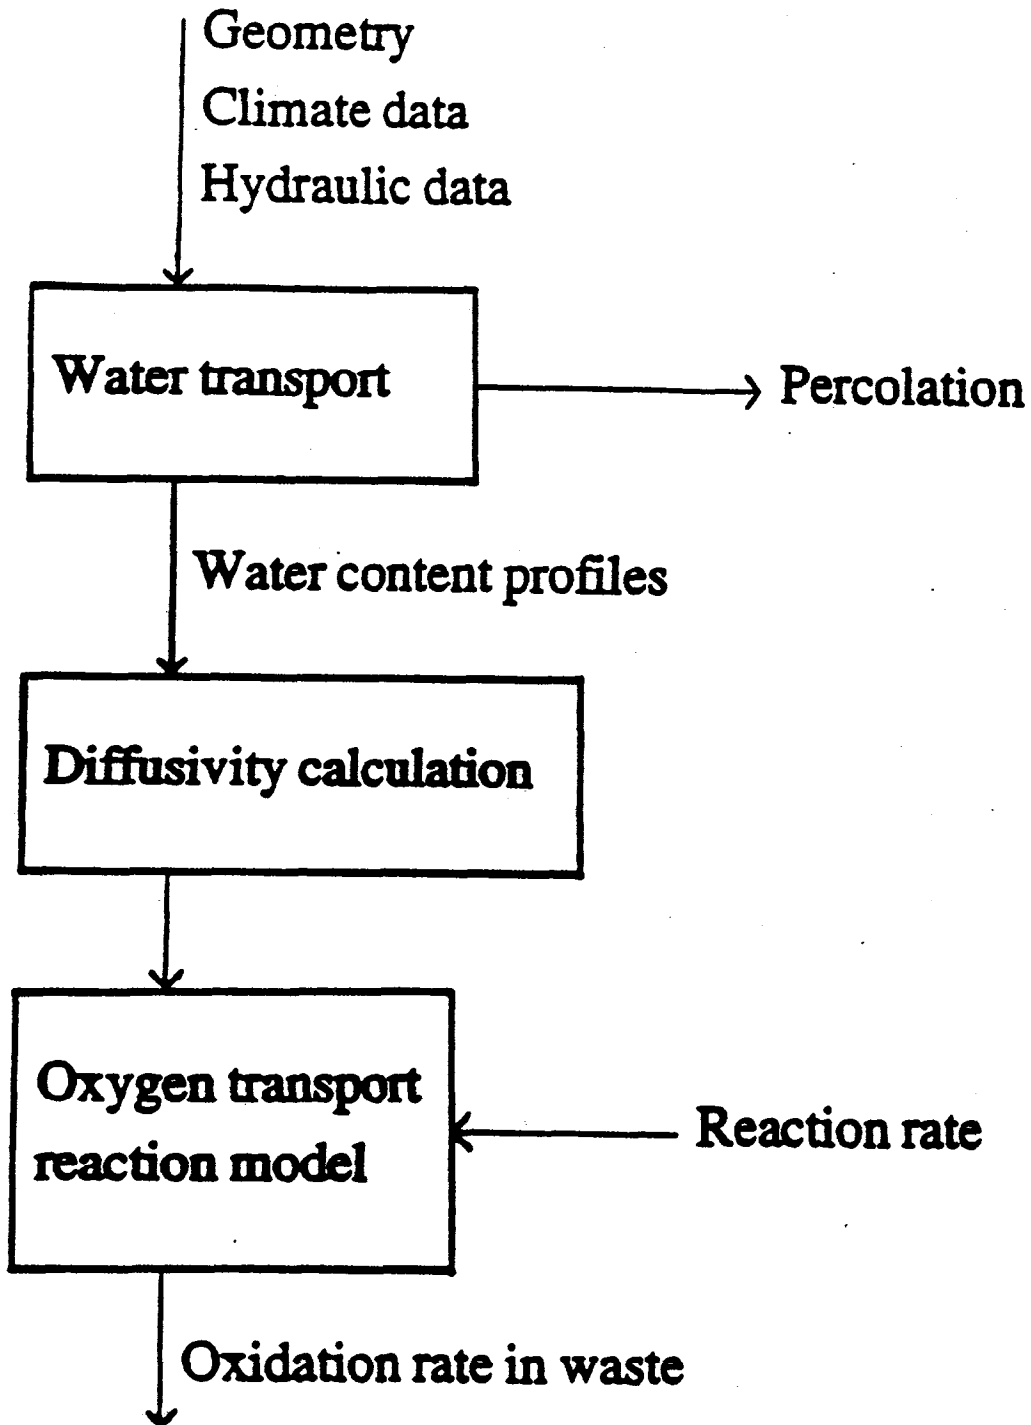 Geometry
Climate data
Hydraulic data
Water transport
Percolation
Water content profiles
Diffusivity calculation
Oxygen transport
reaction model
Reaction rate
Oxidation rate in waste